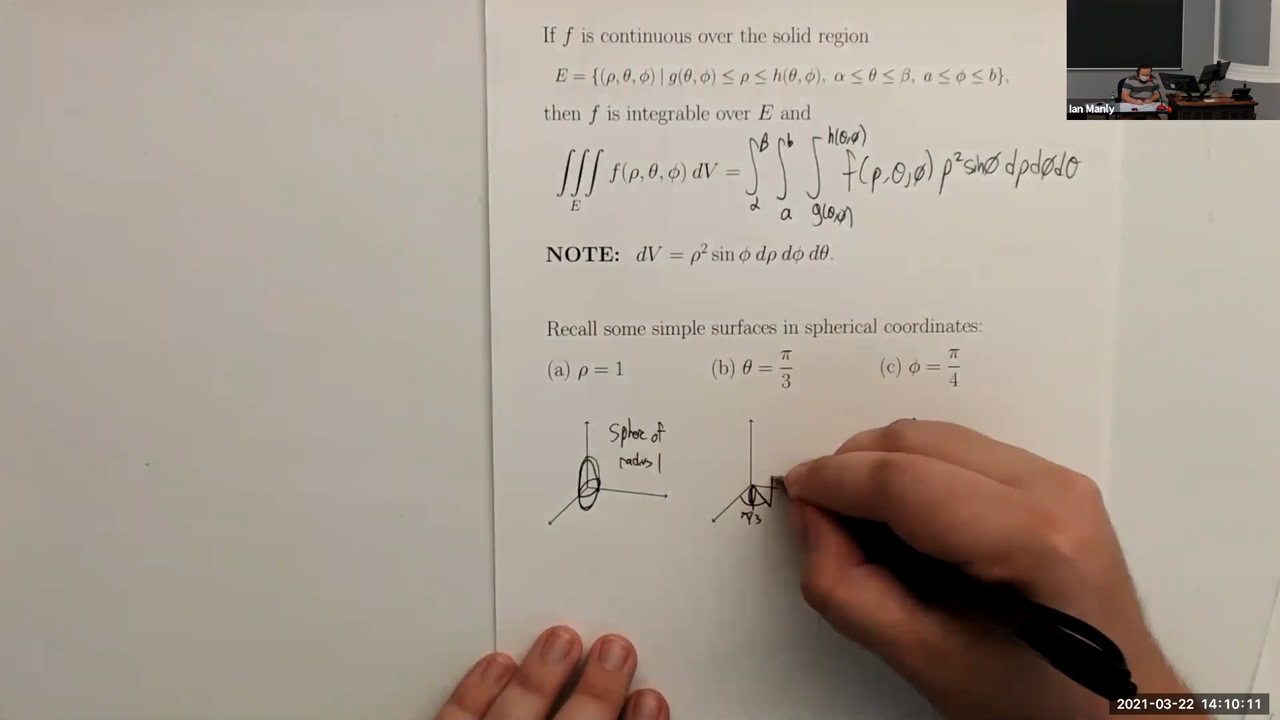 If f is continuous over the solid region
E = {(ρ, θ, ϕ) | g(θ, ϕ) ≤ ρ ≤ h(θ, ϕ), α ≤ θ ≤ β, a ≤ ϕ ≤ b},
then f is integrable over E and
∭_E f(ρ, θ, ϕ) dV = ∫_α^β ∫_a^b ∫_{g(θ,ϕ)}^{h(θ,ϕ)} f(ρ,θ,ϕ) ρ² sinϕ dρdϕdθ
NOTE: dV = ρ² sin ϕ dρ dϕ dθ.
Recall some simple surfaces in spherical coordinates:
(a) ρ = 1 (b) θ = π/3 (c) ϕ = π/4
Sphere of
radius 1
π/3
Ian Manly
2021-03-22 14:10:11